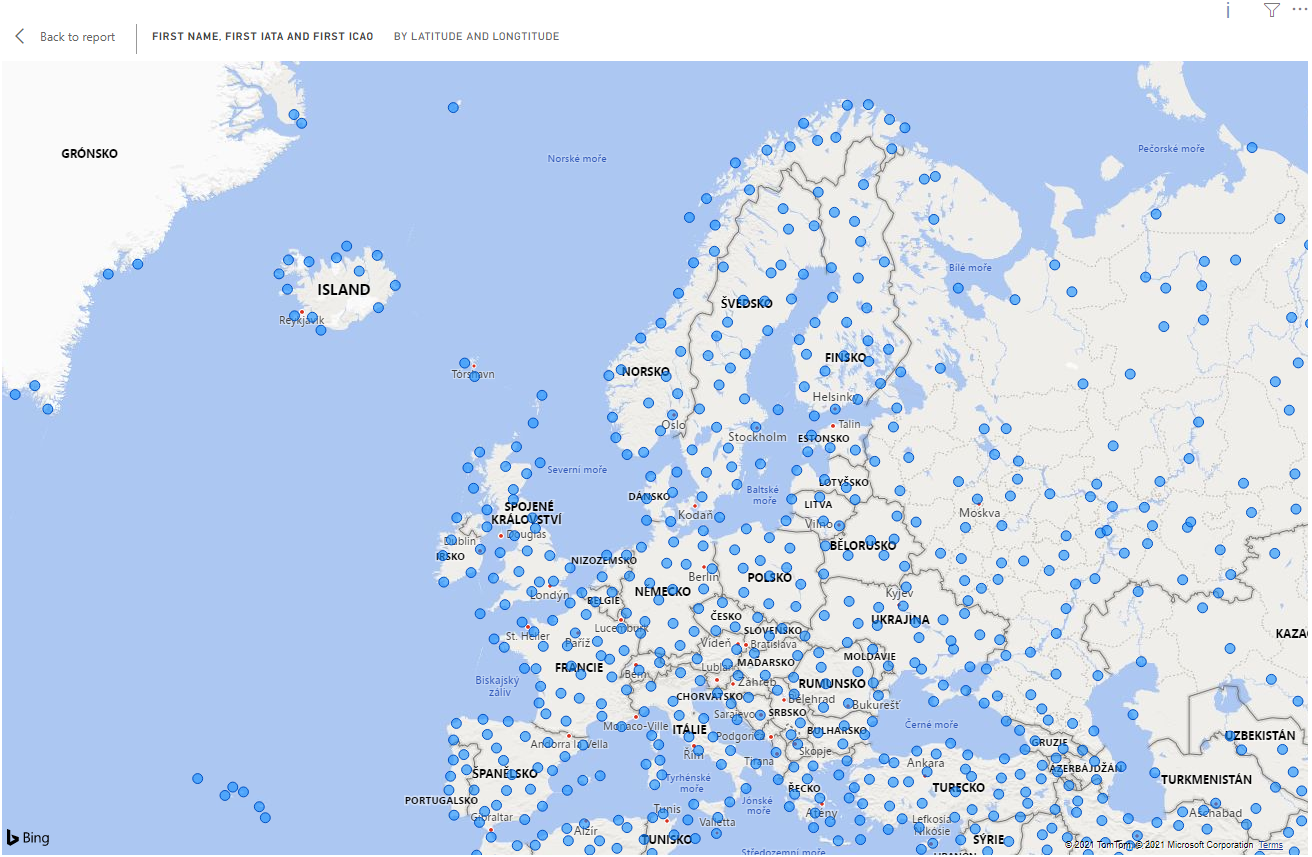 Back to report
FIRST NAME, FIRST IATA AND FIRST ICAO
BY LATITUDE AND LONGTITUDE
GRÓNSKO
Norské moře
Pečorské moře
Bílé moře
ISLAND
Reykjavík
ŠVÉDSKO
FINSKO
NORSKO
Tórshavn
Helsinky
Oslo
Talin
Stockholm
ESTONSKO
Severní moře
LOTYŠSKO
Baltské
moře
DÁNSKO
LITVA
SPOJENÉ
KRÁLOVSTVÍ
Kodaň
Moskva
Vilno
Douglas
Dublin
BĚLORUSKO
IRSKO
NIZOZEMSKO
Berlín
POLSKO
Londýn
NĚMECKO
Kyjev
BELGIE
ČESKO
UKRAJINA
Lucemburk
SLOVENSKO
KAZA
St. Helier
Paříž
Vídeň
Bratislava
MOLDAVIE
MAĎARSKO
FRANCIE
Bern
Biskajský
záliv
Záhreb
RUMUNSKO
CHORVATSKO
Bělehrad
Bukurešť
Sarajevo
SRBSKO
Monaco-Ville
ITÁLIE
Černé moře
BULHARSKO
Podgorica
UZBEKISTÁN
Andorra la Vella
GRUZIE
Řím
Skopje
Tirana
Ankara
ÁZERBÁJDŽÁN
ŠPANĚLSKO
Tyrhénské
moře
TURKMENISTÁN
ŘECKO
TURECKO
PORTUGALSKO
Jónské
moře
Tunis
Atény
Ašchabad
Gibraltar
Valletta
Lefkosia
Nikósie
Alžír
Bing
TUNISKO
SÝRIE
© 2021 TomTom, © 2021 Microsoft Corporation Terms
Středozemní moře